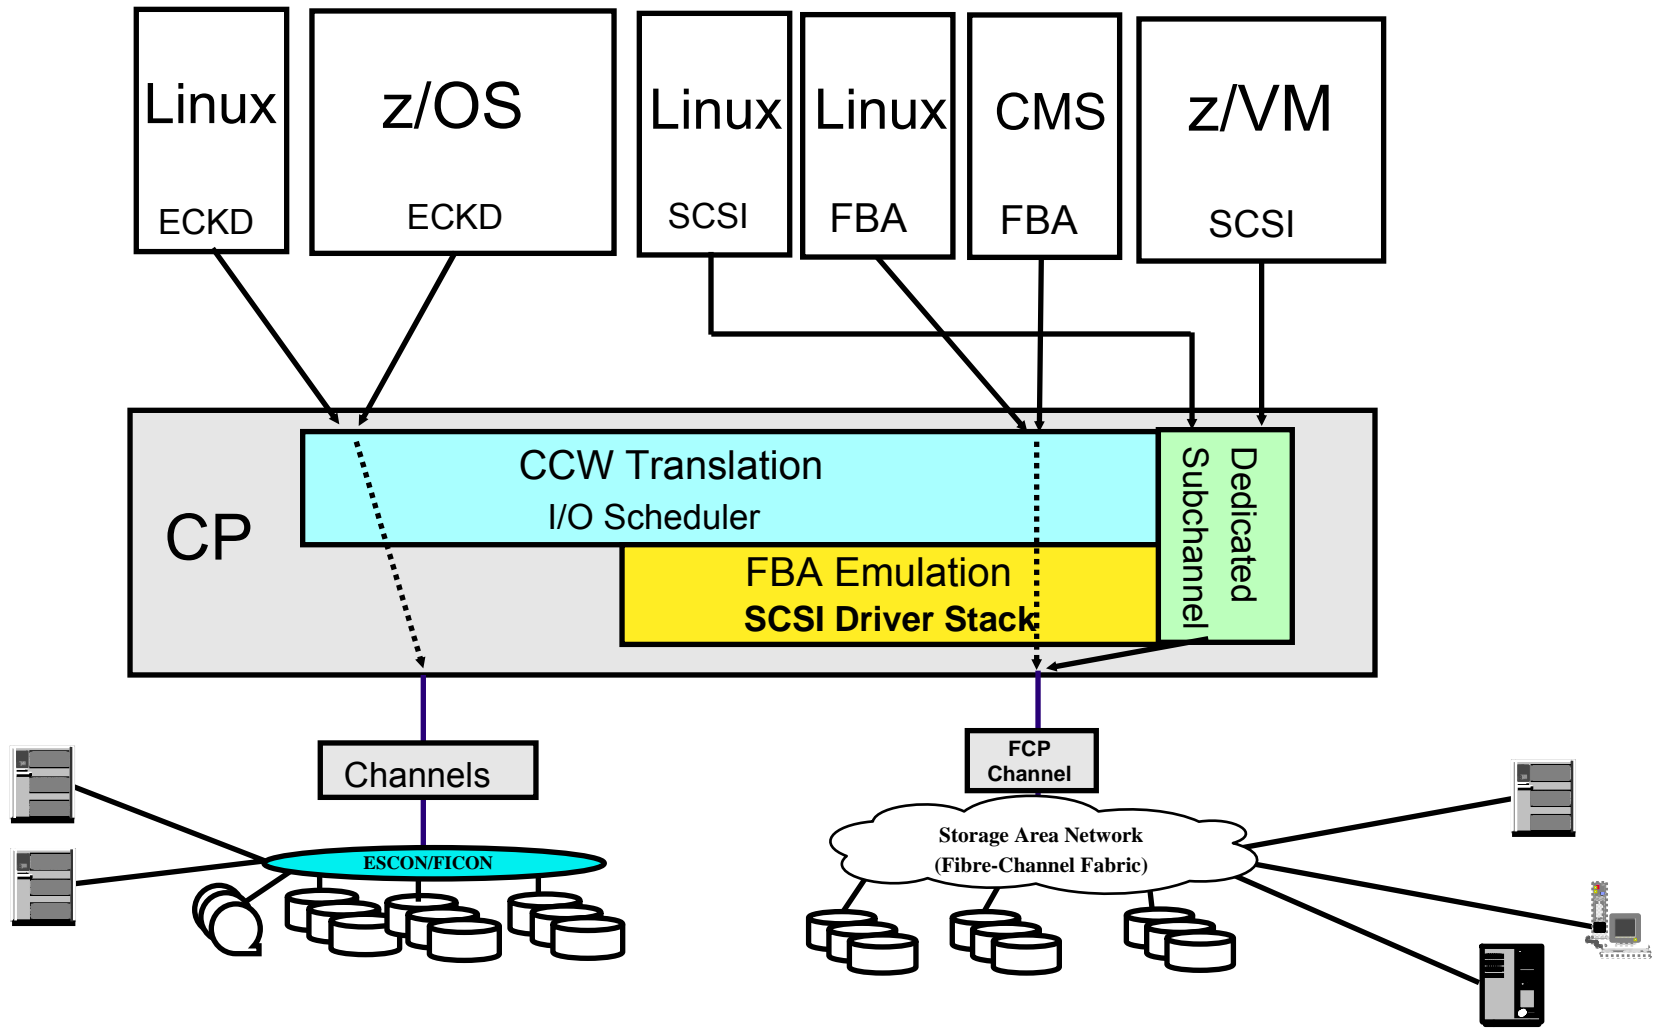 Linux
ECKD
z/OS
ECKD
Linux
SCSI
Linux
FBA
CMS
FBA
z/VM
SCSI
CP
CCW Translation
I/O Scheduler
FBA Emulation
SCSI Driver Stack
Dedicated
Subchannel
Channels
FCP
Channel
ESCON/FICON
Storage Area Network
(Fibre-Channel Fabric)